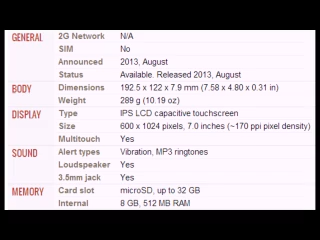 GENERAL 2G Network N/A
SIM No
Announced 2013, August
Status Available. Released 2013, August
BODY Dimensions 192.5 x 122 x 7.9 mm (7.58 x 4.80 x 0.31 in)
Weight 289 g (10.19 oz)
DISPLAY Type IPS LCD capacitive touchscreen
Size 600 x 1024 pixels, 7.0 inches (~170 ppi pixel density)
Multitouch Yes
SOUND Alert types Vibration, MP3 ringtones
Loudspeaker Yes
3.5mm jack Yes
MEMORY Card slot microSD, up to 32 GB
Internal 8 GB, 512 MB RAM